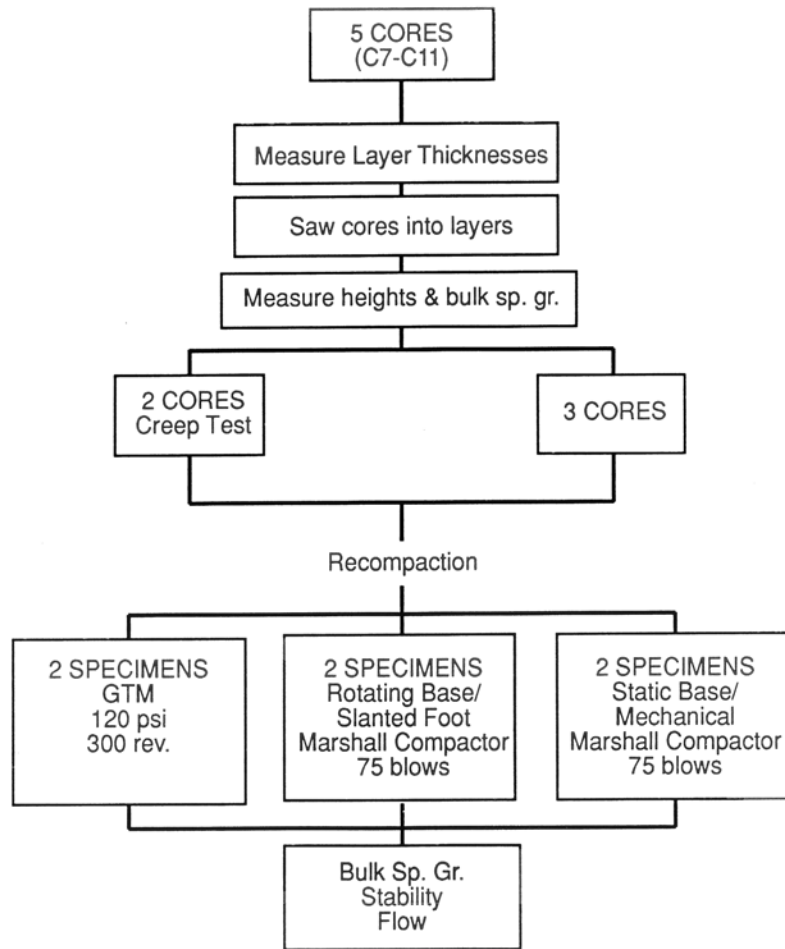 5 CORES
(C7-C11)
Measure Layer Thicknesses
Saw cores into layers
Measure heights & bulk sp. gr.
2 CORES
Creep Test
3 CORES
Recompaction
2 SPECIMENS
GTM
120 psi
300 rev.
2 SPECIMENS
Rotating Base/
Slanted Foot
Marshall Compactor
75 blows
2 SPECIMENS
Static Base/
Mechanical
Marshall Compactor
75 blows
Bulk Sp. Gr.
Stability
Flow